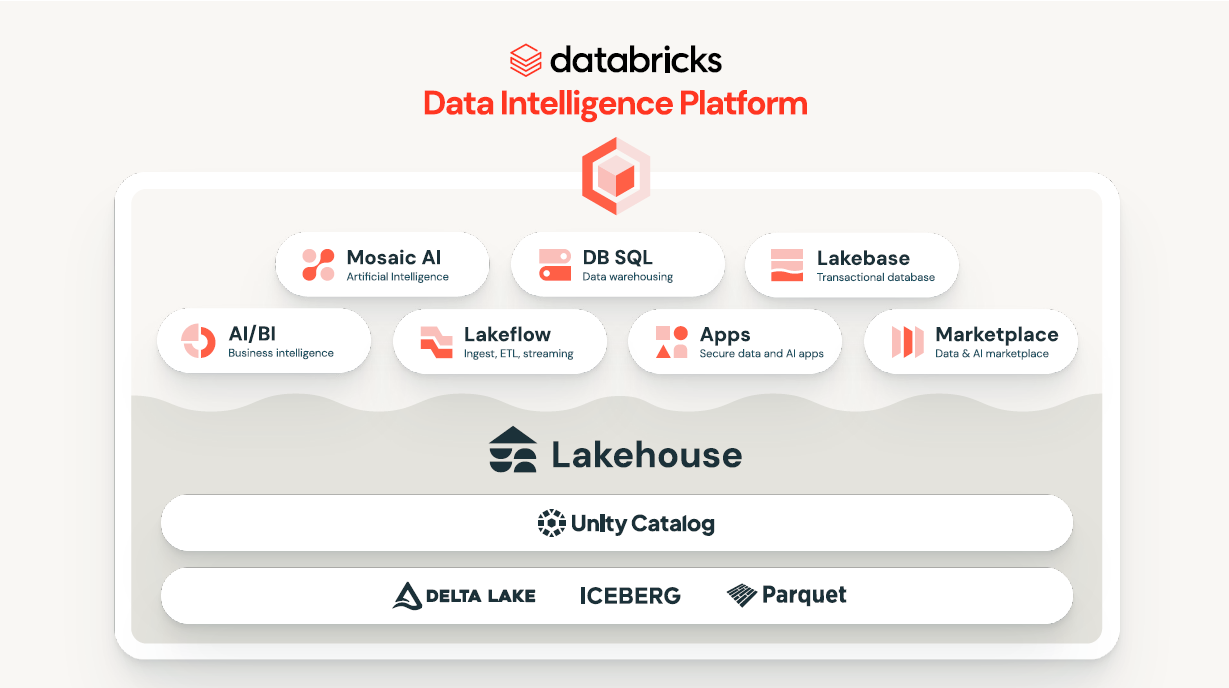 databricks
Data Intelligence Platform
Mosaic AI
Artificial Intelligence
DB SQL
Data warehousing
Lakebase
Transactional database
AI/BI
Business intelligence
Lakeflow
Ingest, ETL, streaming
Apps
Secure data and AI apps
Marketplace
Data & AI marketplace
Lakehouse
Unity Catalog
DELTA LAKE
ICEBERG
Parquet